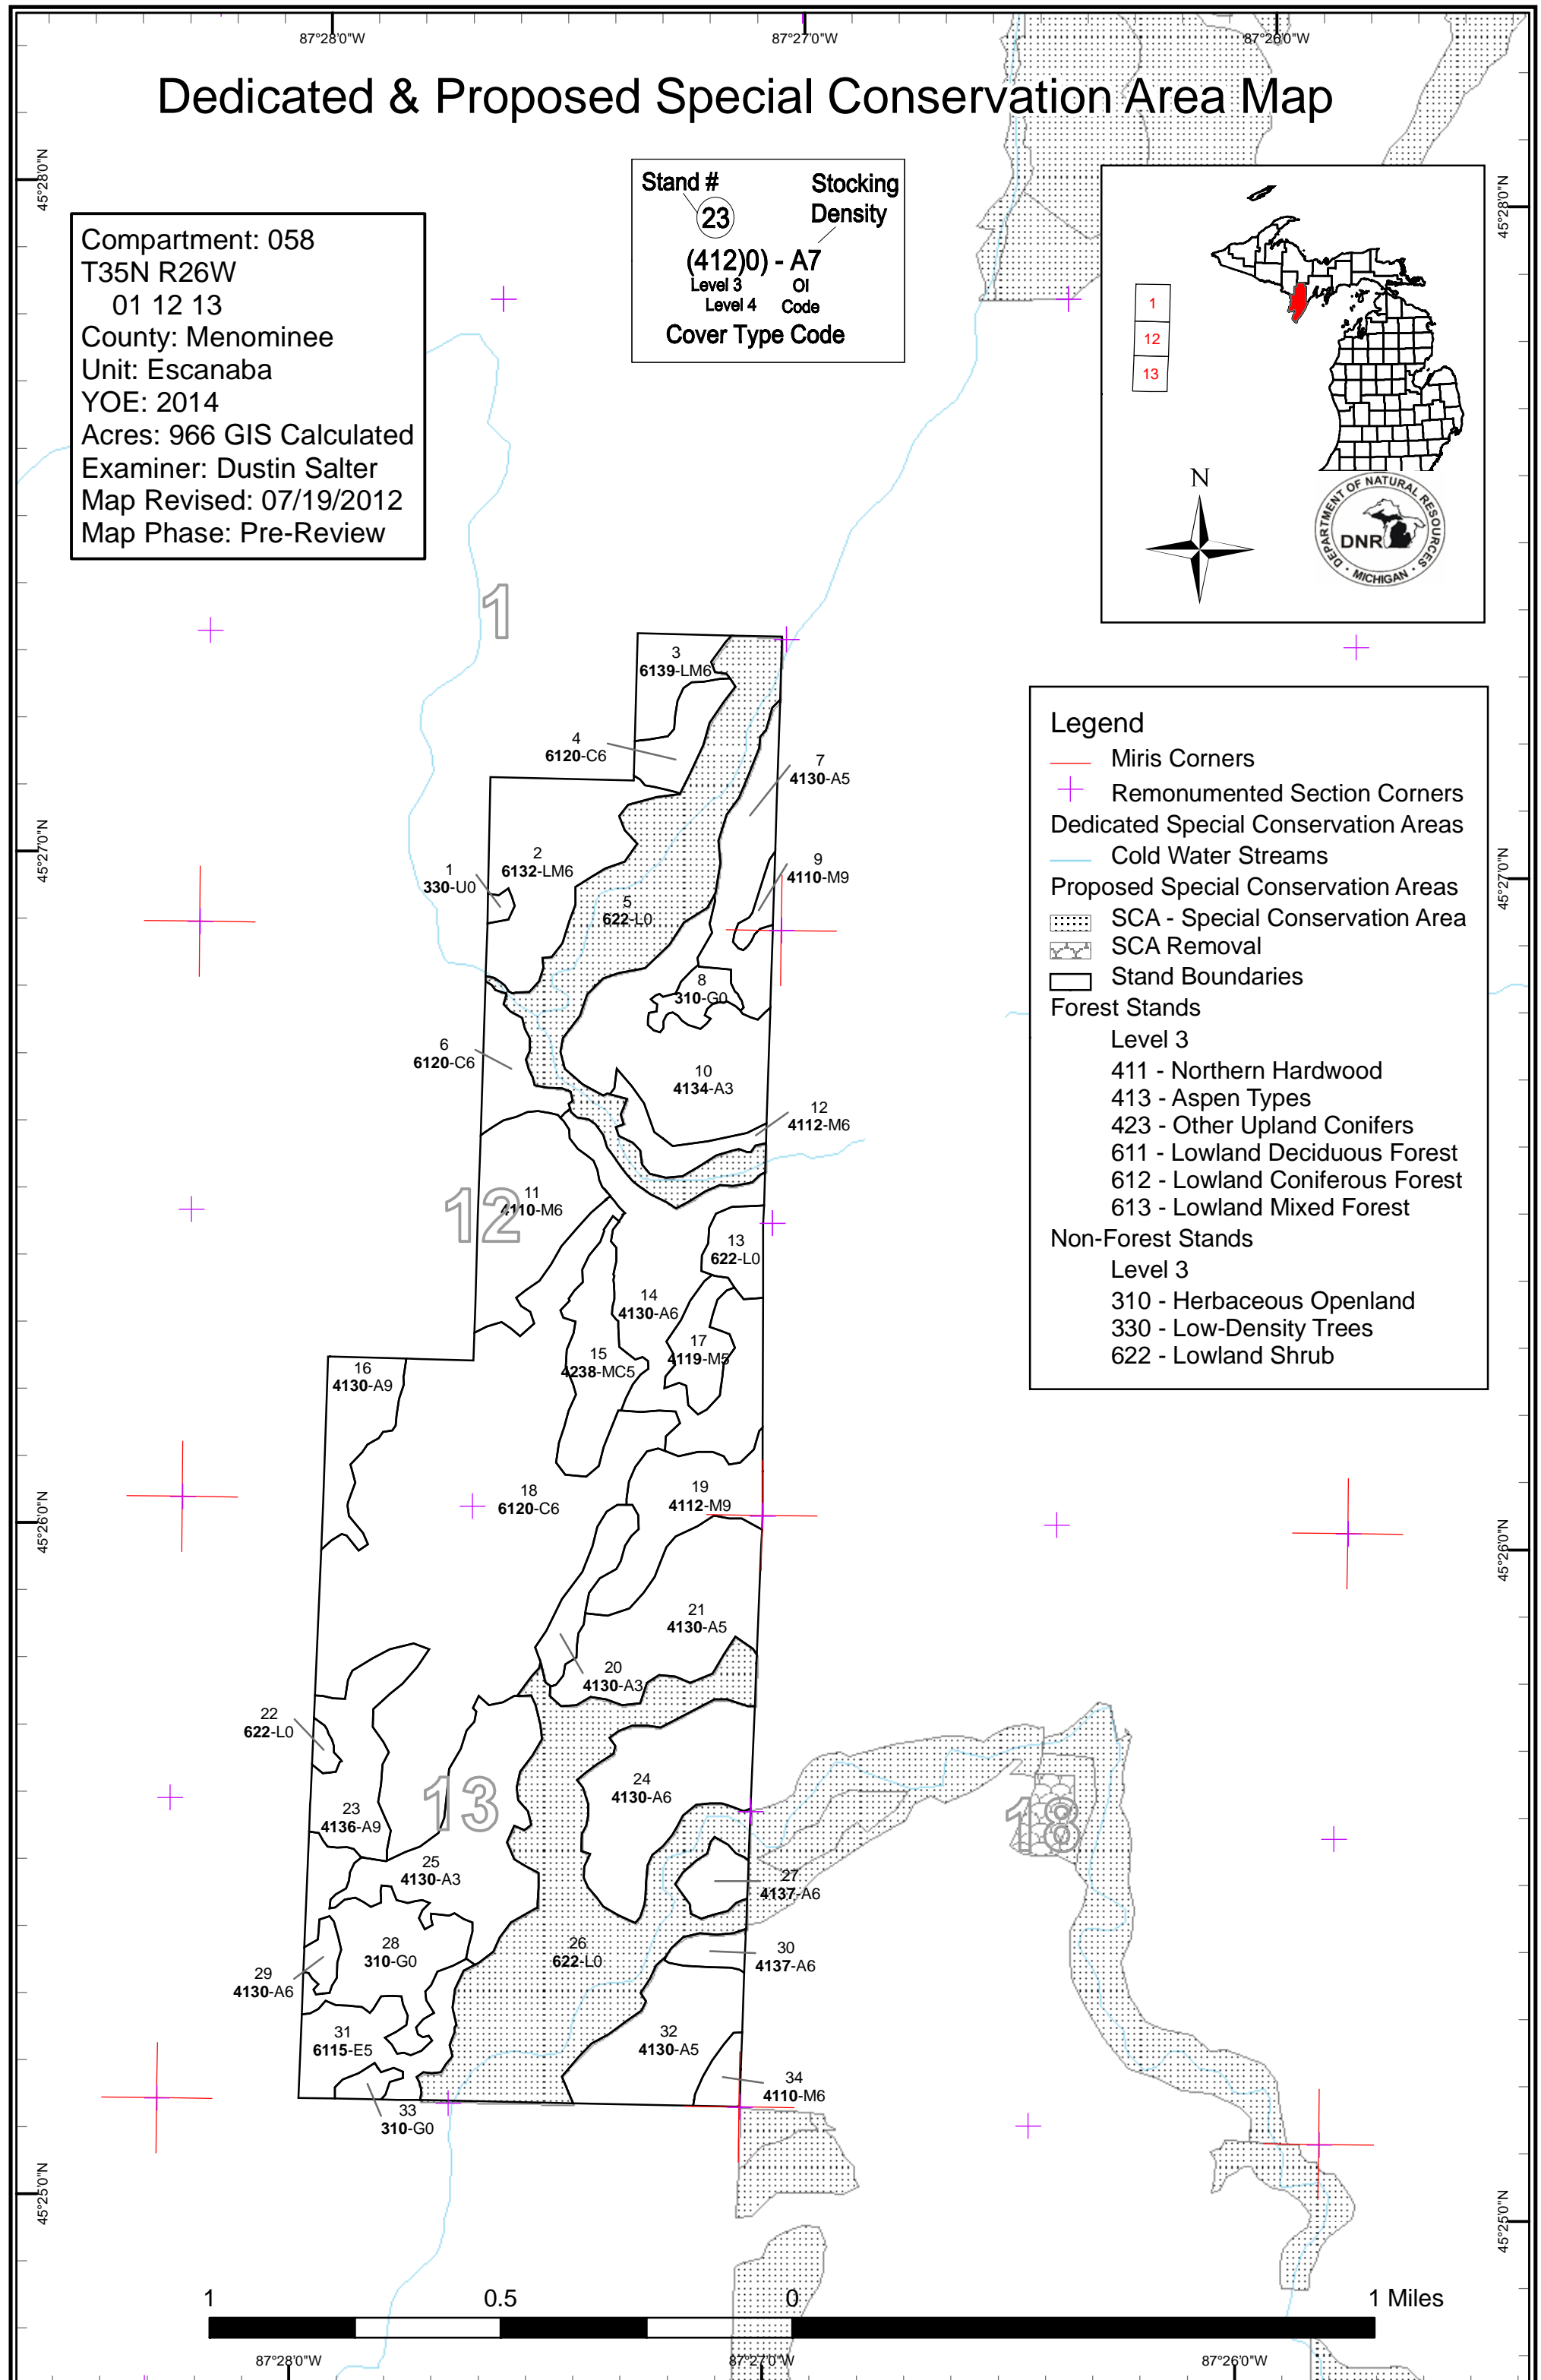 87°28'0"W
87°27'0"W
87°26'0"W
Dedicated & Proposed Special Conservation Area Map
45°28'0"N
45°28'0"N
Compartment: 058
T35N R26W
01 12 13
County: Menominee
Unit: Escanaba
YOE: 2014
Acres: 966 GIS Calculated
Examiner: Dustin Salter
Map Revised: 07/19/2012
Map Phase: Pre-Review
Stand #
Stocking
Density
23
(412)0) - A7
Level 3
OI
Level 4
Code
Cover Type Code
1
12
13
N
DEPARTMENT OF NATURAL RESOURCES
DNR
MICHIGAN
1
3
6139-LM6
4
6120-C6
7
4130-A5
2
6132-LM6
1
330-U0
9
4110-M9
5
622-L0
8
310-G0
6
6120-C6
10
4134-A3
12
4112-M6
11
4110-M6
12
13
622-L0
14
4130-A6
15
4238-MC5
17
4119-M5
16
4130-A9
18
6120-C6
19
4112-M9
21
4130-A5
20
4130-A3
22
622-L0
23
4136-A9
13
24
4130-A6
18
25
4130-A3
27
4137-A6
28
310-G0
26
622-L0
30
4137-A6
29
4130-A6
31
6115-E5
32
4130-A5
34
4110-M6
33
310-G0
Legend
Miris Corners
Remonumented Section Corners
Dedicated Special Conservation Areas
Cold Water Streams
Proposed Special Conservation Areas
SCA - Special Conservation Area
SCA Removal
Stand Boundaries
Forest Stands
Level 3
411 - Northern Hardwood
413 - Aspen Types
423 - Other Upland Conifers
611 - Lowland Deciduous Forest
612 - Lowland Coniferous Forest
613 - Lowland Mixed Forest
Non-Forest Stands
Level 3
310 - Herbaceous Openland
330 - Low-Density Trees
622 - Lowland Shrub
45°27'0"N
45°27'0"N
45°26'0"N
45°26'0"N
45°25'0"N
45°25'0"N
1
0.5
0
1 Miles
87°28'0"W
87°27'0"W
87°26'0"W